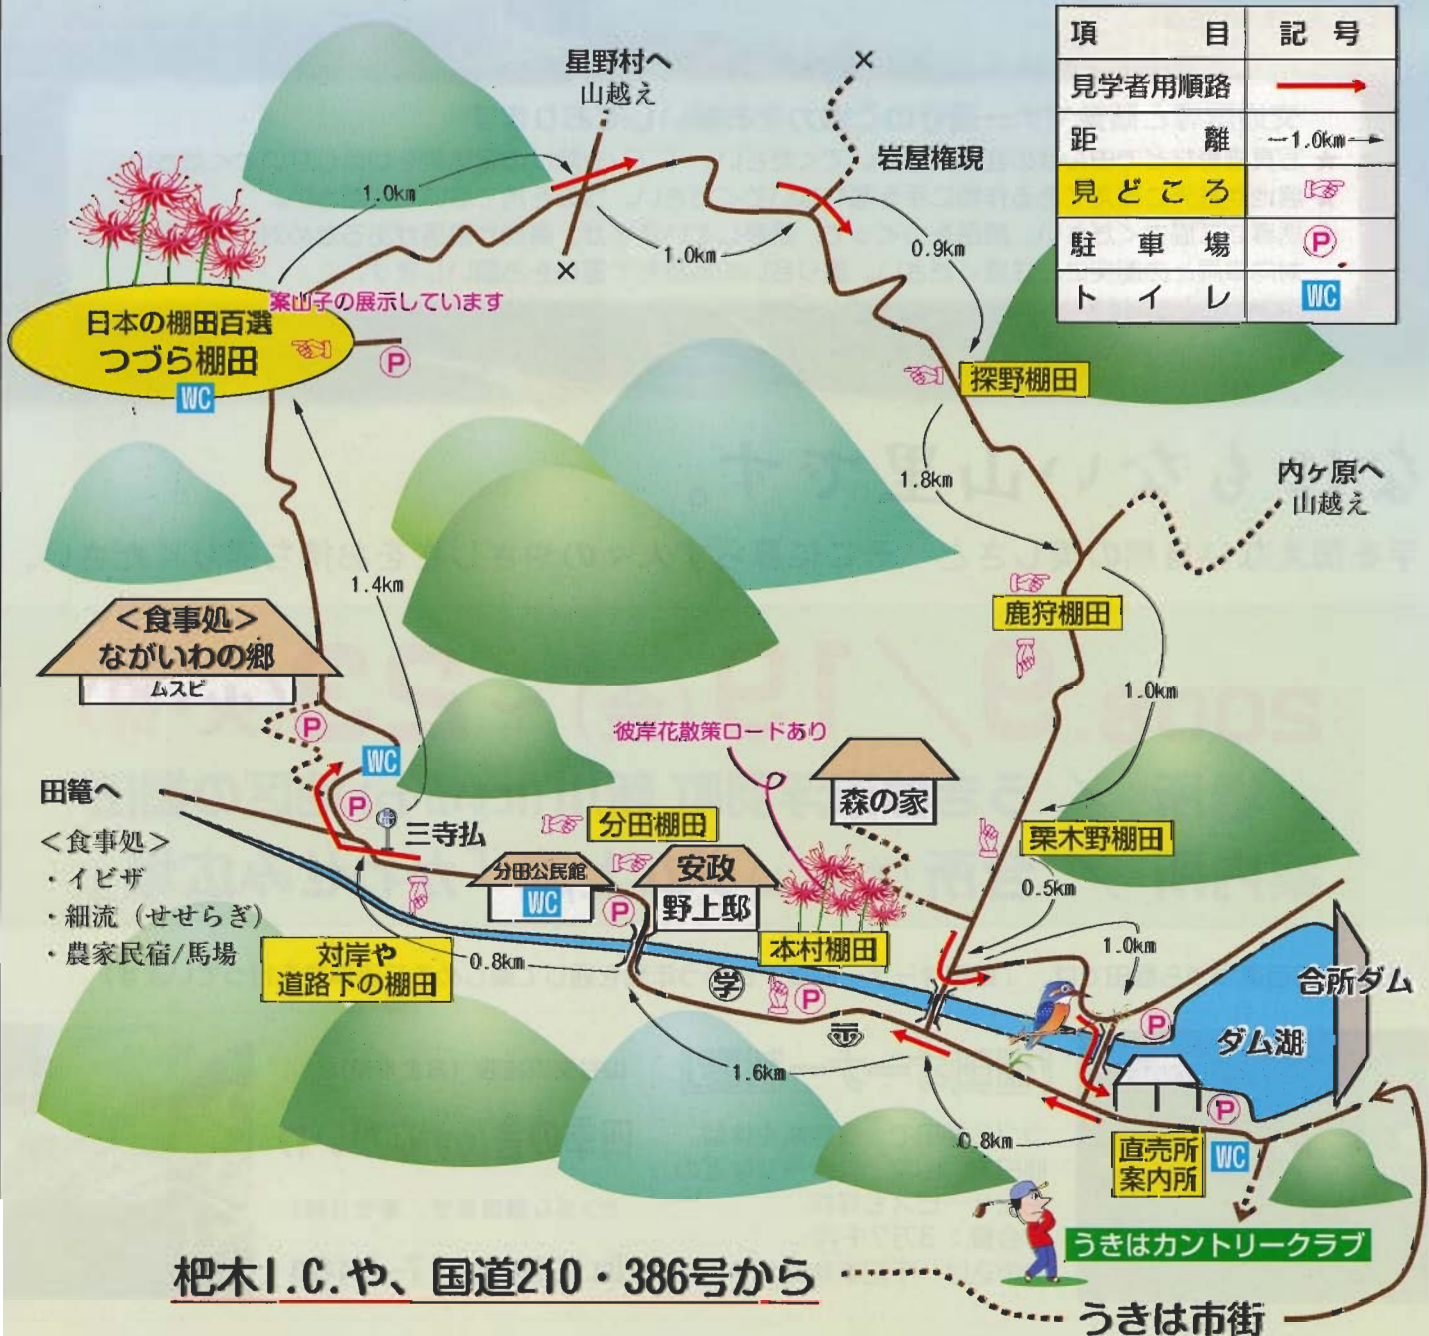 項目 記号
見学者用順路
距離 1.0km
見どころ
駐車場 P
トイレ WC
星野村へ
山越え
×
岩屋権現
1.0km
×
1.0km
0.9km
案山子の展示しています
日本の棚田百選
つづら棚田
WC
P
探野棚田
1.8km
内ヶ原へ
山越え
1.4km
鹿狩棚田
<食事処>
ながいわの郷
ムスビ
P
WC
1.0km
彼岸花散策ロードあり
田篭へ
<食事処>
・イビザ
・細流（せせらぎ）
・農家民宿/馬場
P
三寺払
分田棚田
森の家
栗木野棚田
分田公民館
WC
P
安政
野上邸
0.5km
対岸や
道路下の棚田
0.8km
本村棚田
学
P
1.0km
合所ダム
ダム湖
P
1.6km
0.8km
P
直売所
案内所
WC
うきはカントリークラブ
杷木I.C.や、国道210・386号から
うきは市街